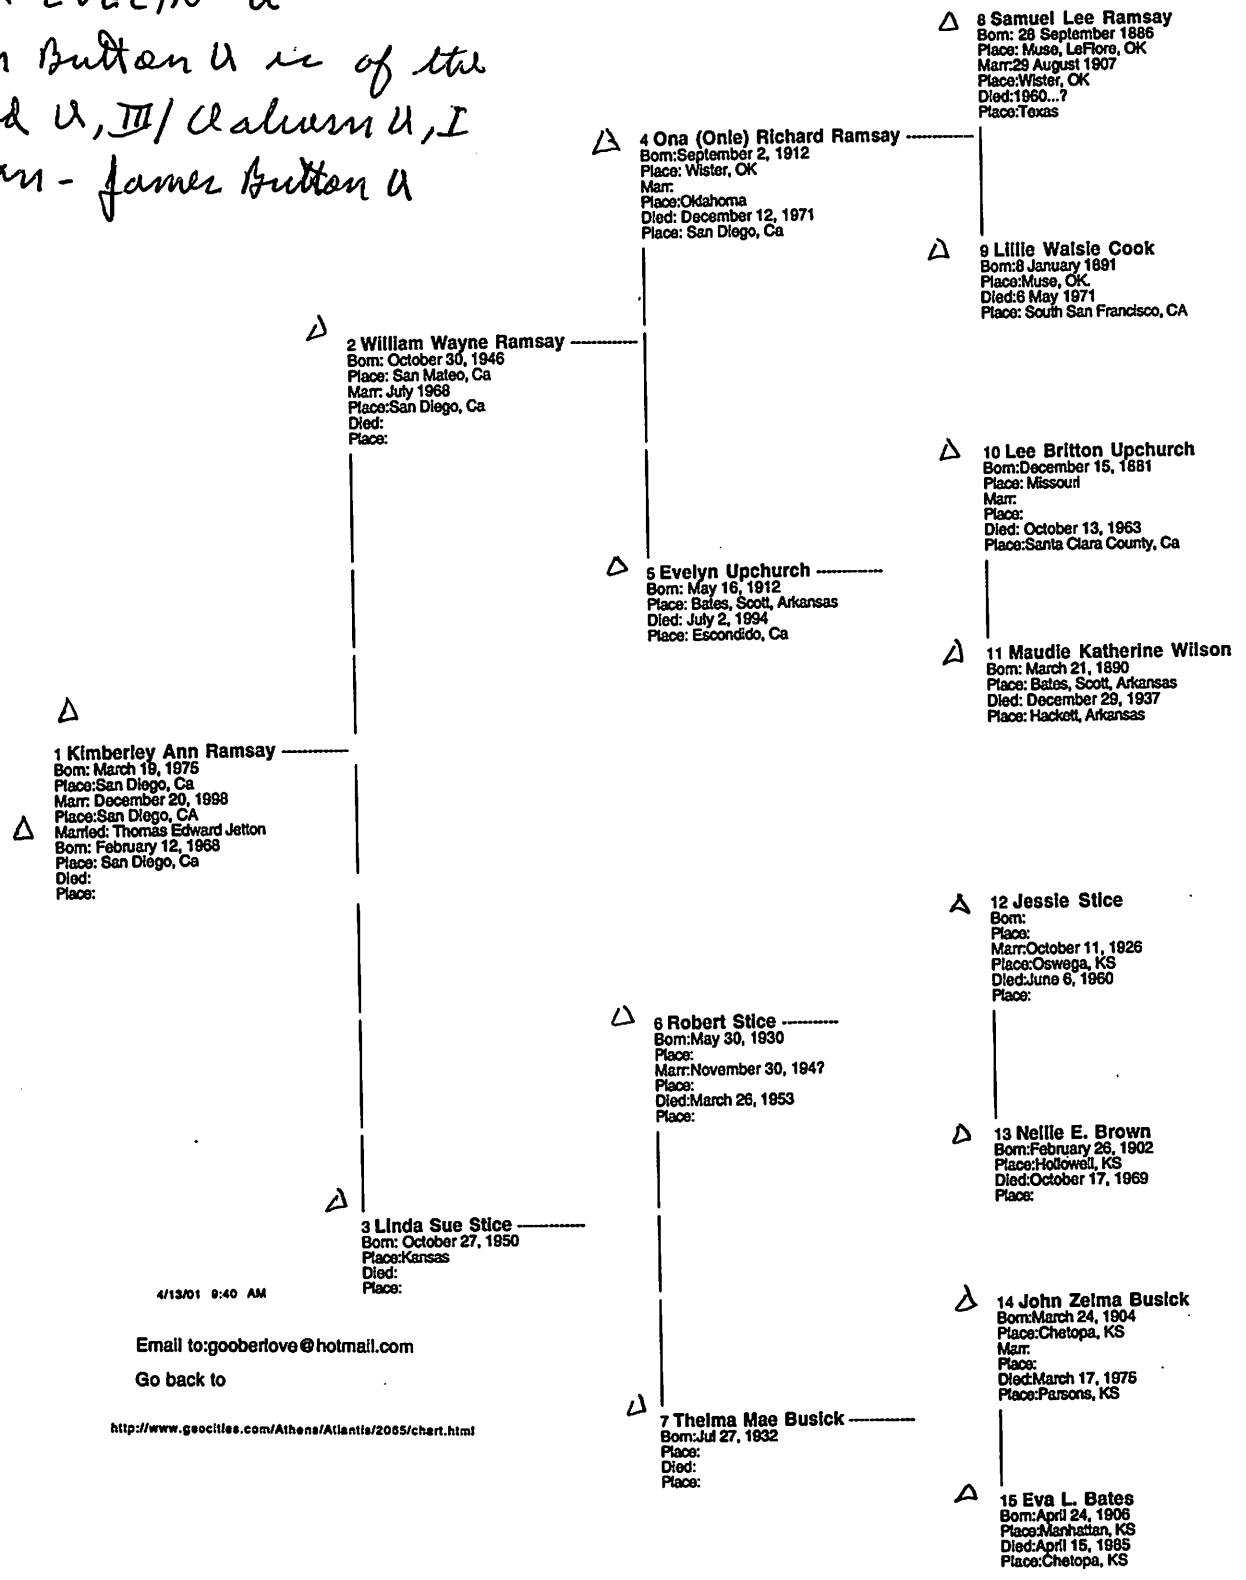 n Button U is of the
d U, III/
- James Button U
8 Samuel Lee Ramsay
Born: 28 September 1886
Place: Muse, LeFlore, OK
Marr:29 August 1907
Place:Wister, OK
Died:1960...?
Place:Texas
4 Ona (Onie) Richard Ramsay
Born:September 2, 1912
Place: Wister, OK
Marr:
Place:Oklahoma
Died: December 12, 1971
Place: San Diego, Ca
9 Lillie Walsie Cook
Born:8 January 1891
Place:Muse, OK.
Died:6 May 1971
Place: South San Francisco, CA
2 William Wayne Ramsay
Born: October 30, 1946
Place: San Mateo, Ca
Marr: July 1968
Place:San Diego, Ca
Died:
Place:
10 Lee Britton Upchurch
Born:December 15, 1881
Place: Missouri
Marr:
Place:
Died: October 13, 1963
Place:Santa Clara County, Ca
5 Evelyn Upchurch
Born: May 16, 1912
Place: Bates, Scott, Arkansas
Died: July 2, 1994
Place: Escondido, Ca
11 Maudie Katherine Wilson
Born: March 21, 1890
Place: Bates, Scott, Arkansas
Died: December 29, 1937
Place: Hackett, Arkansas
1 Kimberley Ann Ramsay
Born: March 19, 1975
Place:San Diego, Ca
Marr: December 20, 1998
Place:San Diego, CA
Married: Thomas Edward Jetton
Born: February 12, 1968
Place: San Diego, Ca
Died:
Place:
12 Jessie Stice
Born:
Place:
Marr:October 11, 1926
Place:Oswega, KS
Died:June 6, 1960
Place:
6 Robert Stice
Born:May 30, 1930
Place:
Marr:November 30, 194?
Place:
Died:March 26, 1953
Place:
13 Nellie E. Brown
Born:February 26, 1902
Place:Hollowell, KS
Died:October 17, 1969
Place:
3 Linda Sue Stice
Born: October 27, 1950
Place:Kansas
Died:
Place:
14 John Zelma Busick
Born:March 24, 1904
Place:Chetopa, KS
Marr:
Place:
Died:March 17, 1975
Place:Parsons, KS
7 Thelma Mae Busick
Born:Jul 27, 1932
Place:
Died:
Place:
15 Eva L. Bates
Born:April 24, 1906
Place:Manhattan, KS
Died:April 15, 1985
Place:Chetopa, KS
4/13/01 9:40 AM
Email to:gooberlove@hotmail.com
Go back to
http://www.geocities.com/Athens/Atlantis/2065/chart.html